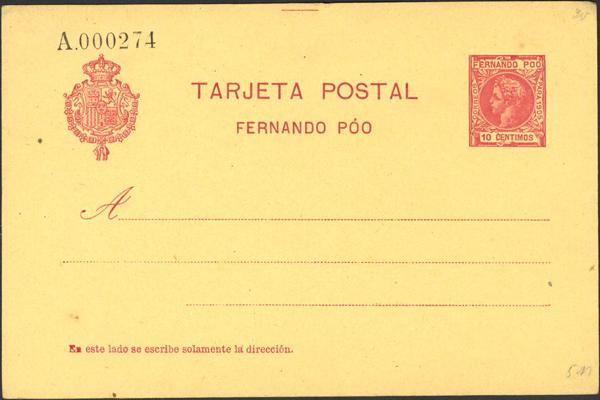 A.000274
TARJETA POSTAL
FERNANDO PÓO
FERNANDO POO
10 CENTIMOS
A
En este lado se escribe solamente la dirección.